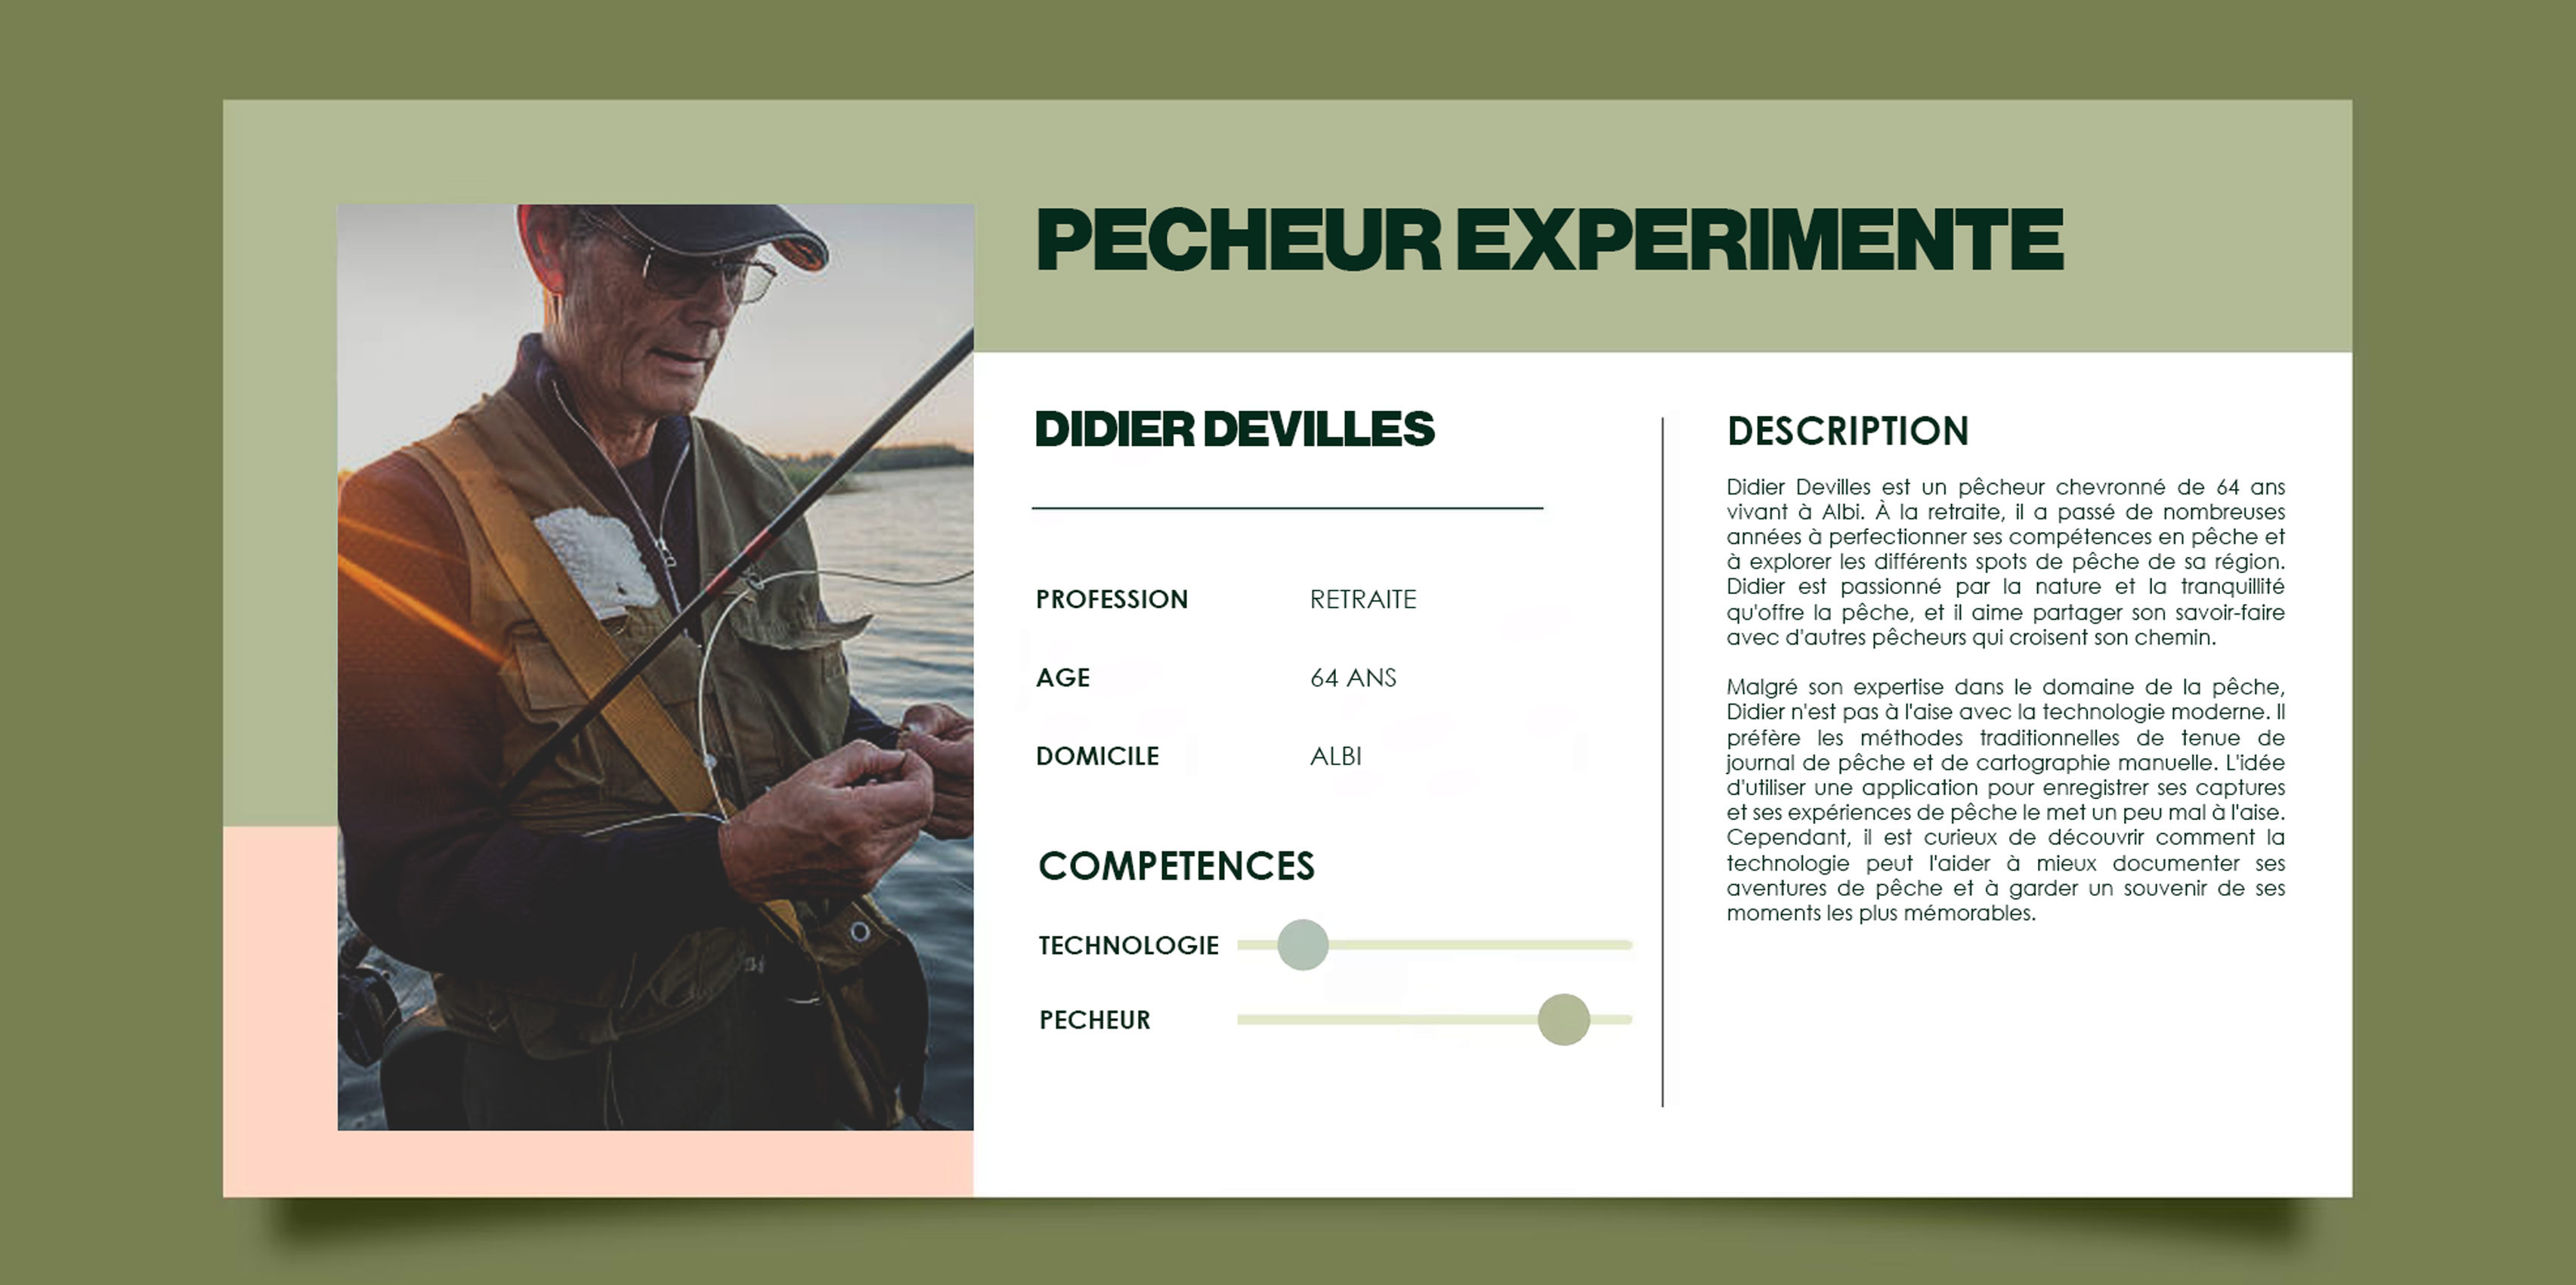 PECHEUR EXPERIMENTE
DIDIER DEVILLES
PROFESSION RETRAITE
AGE 64 ANS
DOMICILE ALBI
COMPETENCES
TECHNOLOGIE
PECHEUR
DESCRIPTION
Didier Devilles est un pêcheur chevronné de 64 ans
vivant à Albi. À la retraite, il a passé de nombreuses
années à perfectionner ses compétences en pêche et
à explorer les différents spots de pêche de sa région.
Didier est passionné par la nature et la tranquillité
qu'offre la pêche, et il aime partager son savoir-faire
avec d'autres pêcheurs qui croisent son chemin.
Malgré son expertise dans le domaine de la pêche,
Didier n'est pas à l'aise avec la technologie moderne. Il
préfère les méthodes traditionnelles de tenue de
journal de pêche et de cartographie manuelle. L'idée
d'utiliser une application pour enregistrer ses captures
et ses expériences de pêche le met un peu mal à l'aise.
Cependant, il est curieux de découvrir comment la
technologie peut l'aider à mieux documenter ses
aventures de pêche et à garder un souvenir de ses
moments les plus mémorables.